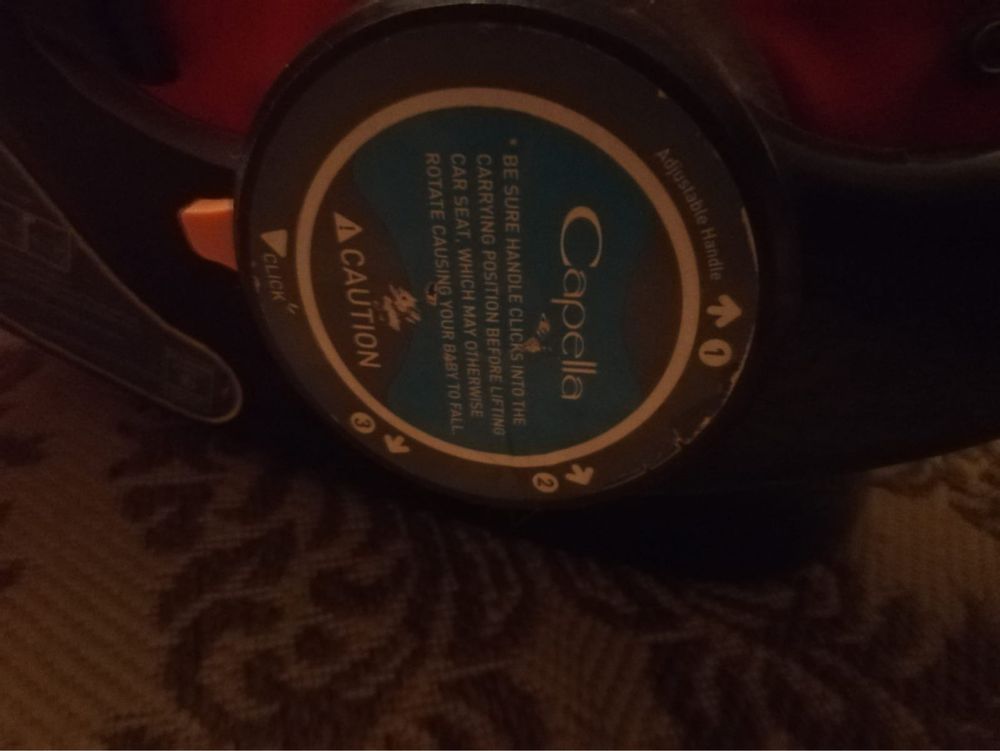 Adjustable Handle
1
Capella
* BE SURE HANDLE CLICKS INTO THE
CARRYING POSITION BEFORE LIFTING
CAR SEAT, WHICH MAY OTHERWISE
ROTATE CAUSING YOUR BABY TO FALL.
CAUTION
CLICK
2
3